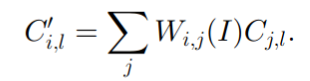 C'_{i,l} = \sum_{j} W_{i,j}(I) C_{j,l}.